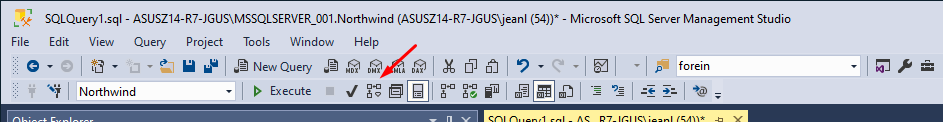 SQLQuery1.sql - ASUSZ14-R7-JGUS\MSSQLSERVER_001.Northwind (ASUSZ14-R7-JGUS\jeanl (54))* - Microsoft SQL Server Management Studio
File Edit View Query Project Tools Window Help
New Query MDX DMX XMLA DAX forein
Northwind Execute
Object Explorer SQLQuery1.sql - AS...R7-JGUS\jeanl (54))*